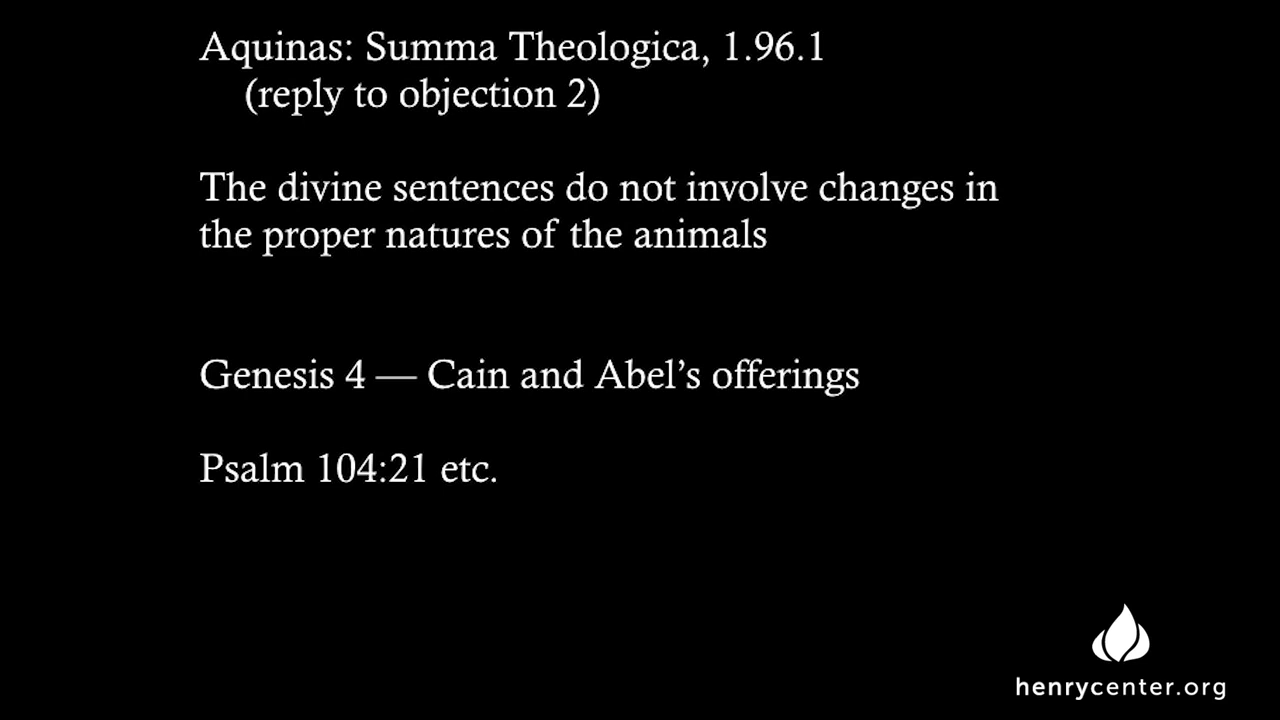 Aquinas: Summa Theologica, 1.96.1
(reply to objection 2)
The divine sentences do not involve changes in
the proper natures of the animals
Genesis 4 — Cain and Abel’s offerings
Psalm 104:21 etc.
henrycenter.org